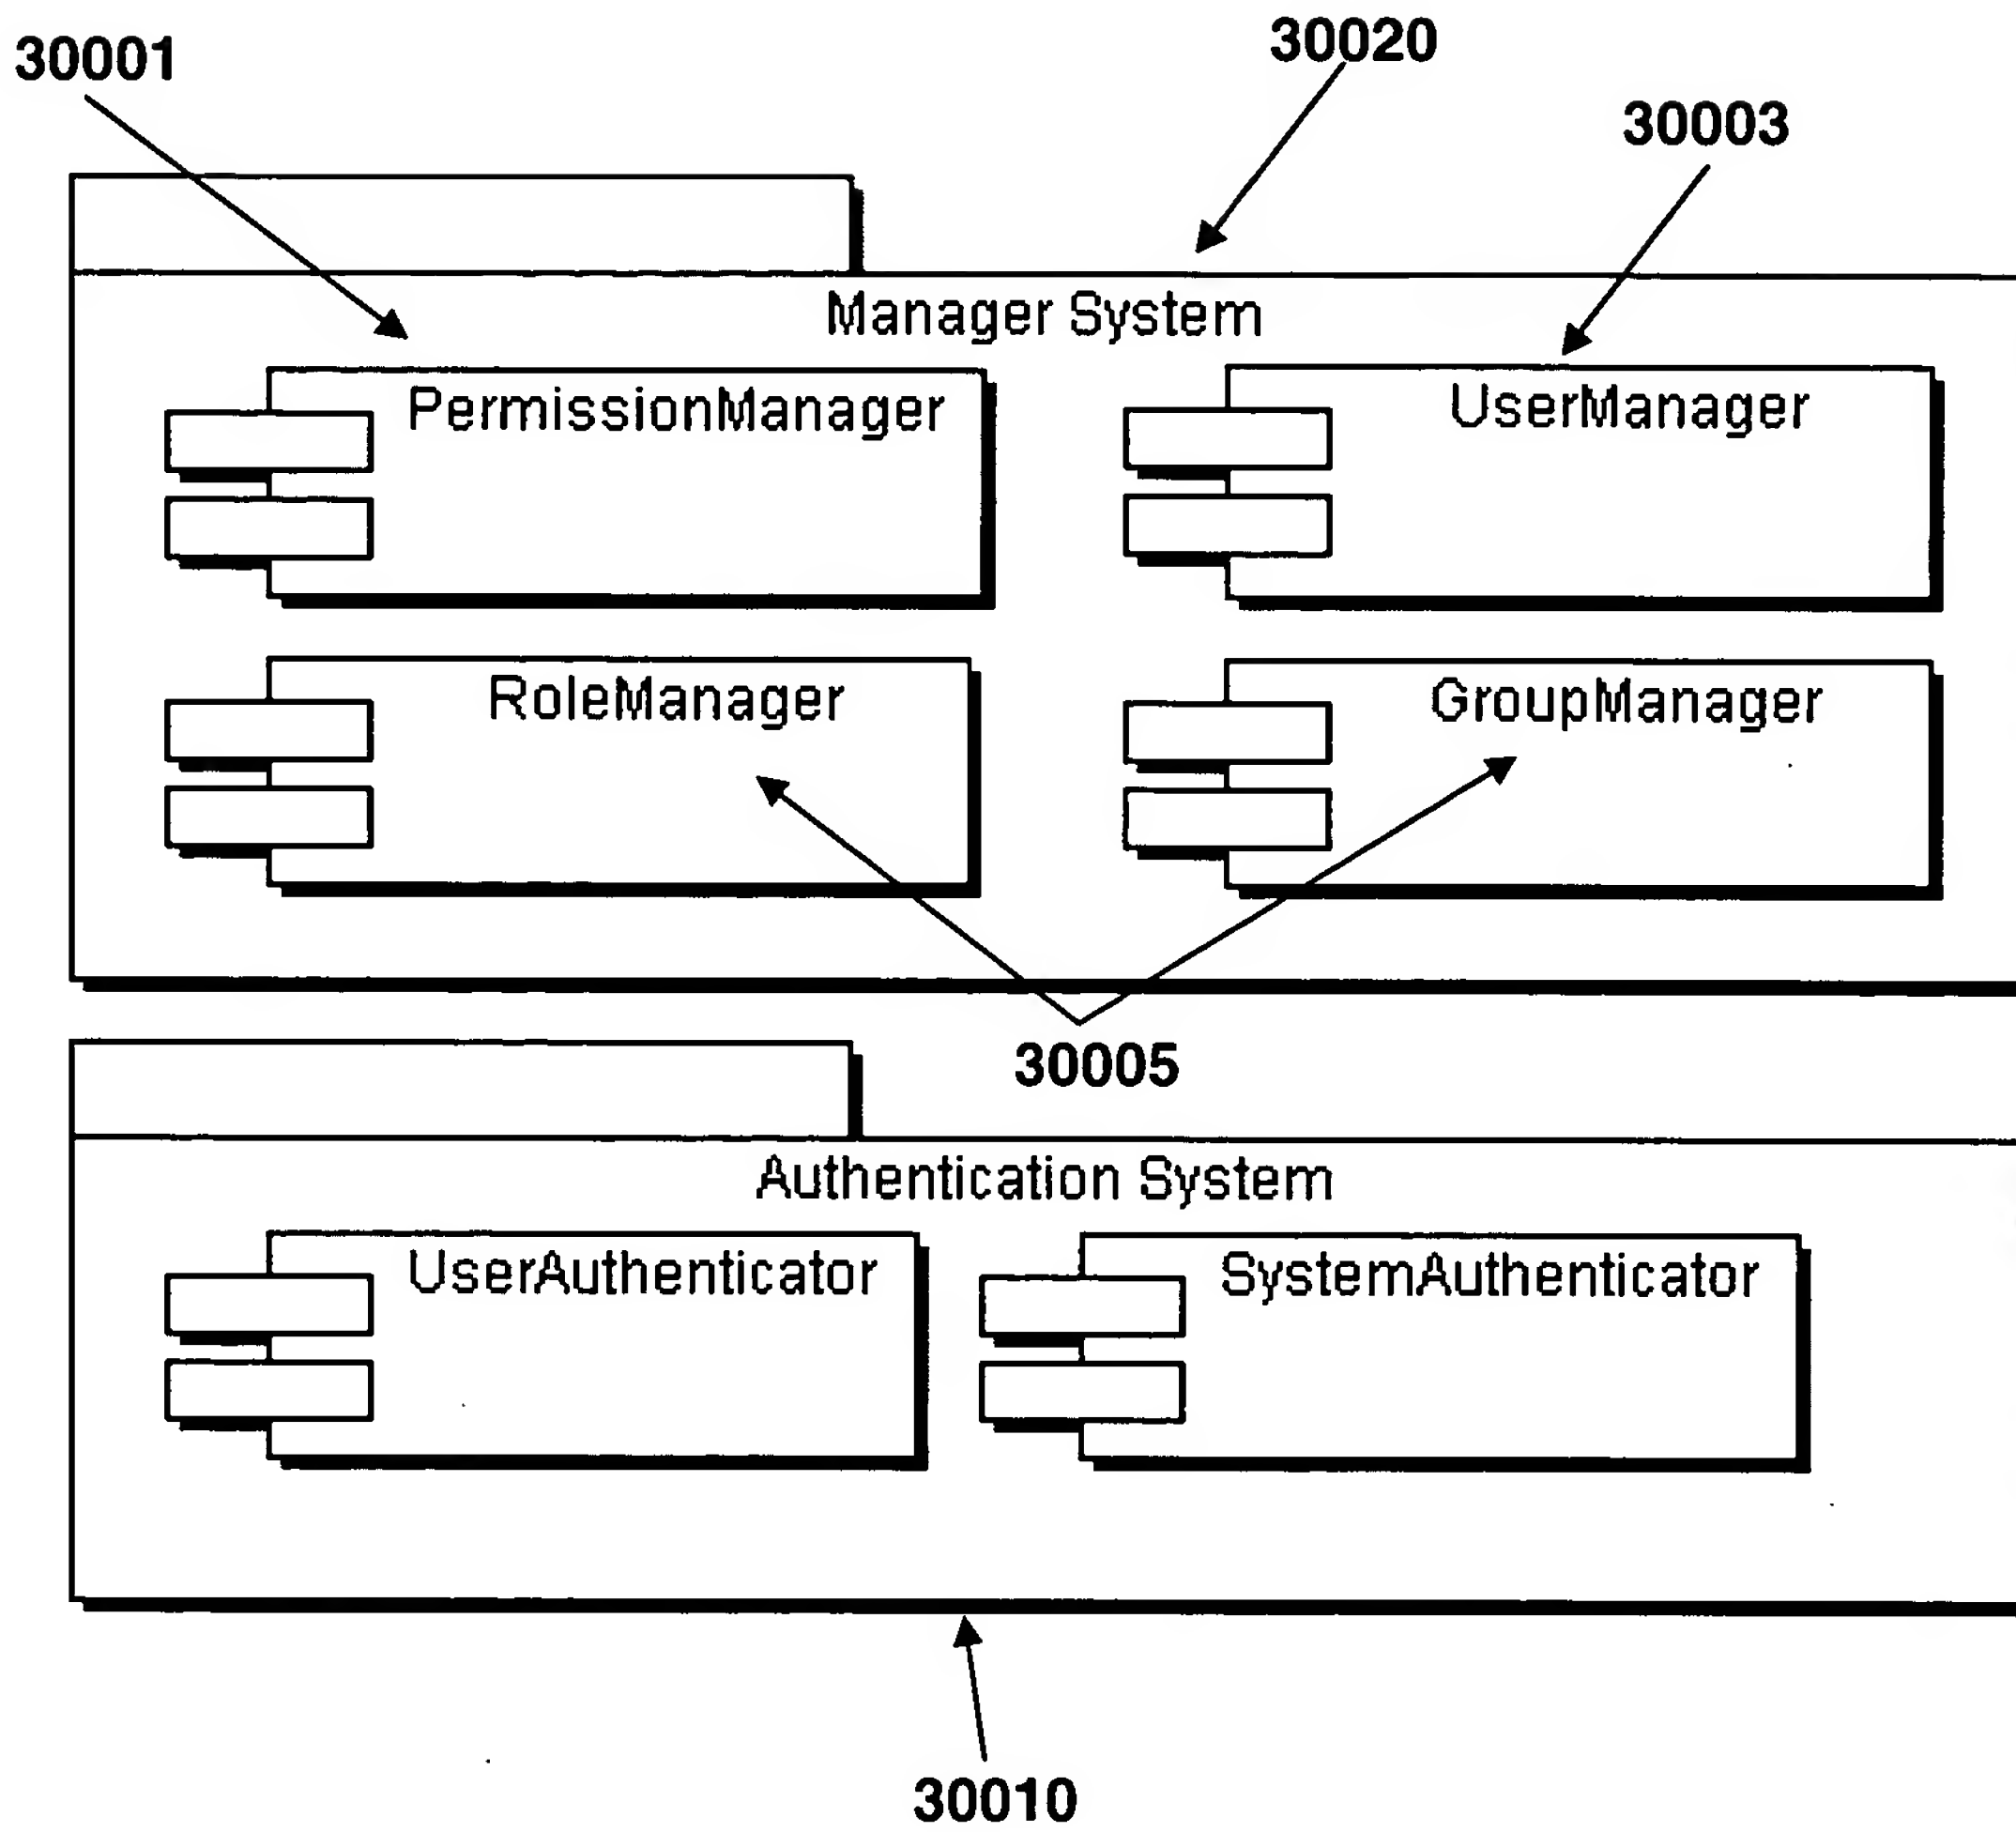 30001
30020
30003
Manager System
PermissionManager
UserManager
RoleManager
GroupManager
30005
Authentication System
UserAuthenticator
SystemAuthenticator
30010